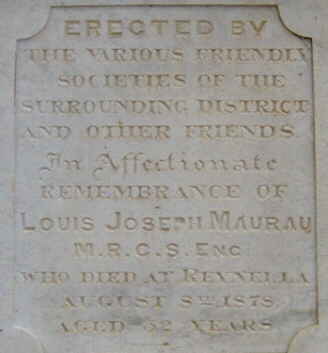 ERECTED BY
THE VARIOUS FRIENDLY
SOCIETIES OF THE
SURROUNDING DISTRICT
AND OTHER FRIENDS
In Affectionate
REMEMBRANCE OF
LOUIS JOSEPH MAURAU
M.R.C.S. ENG
WHO DIED AT REYNELLA
AUGUST 8TH 1878
AGED 32 YEARS